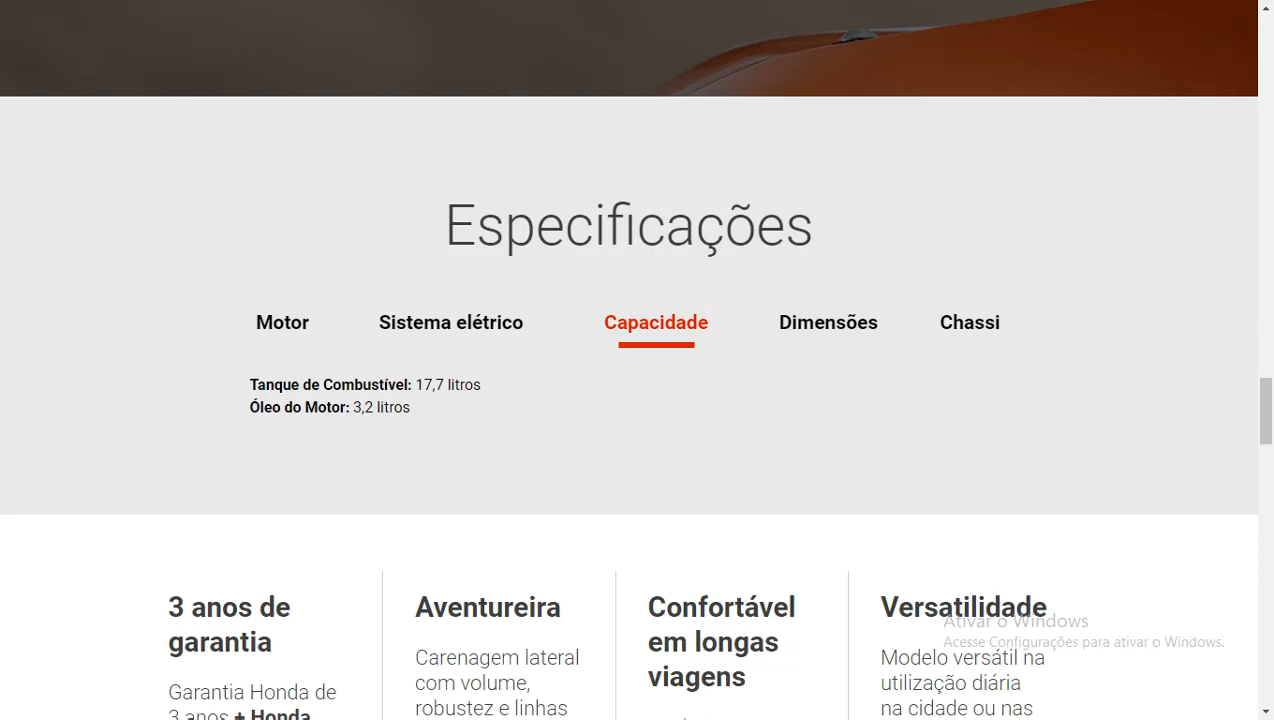 Especificações
Motor
Sistema elétrico
Capacidade
Dimensões
Chassi
Tanque de Combustível: 17,7 litros
Óleo do Motor: 3,2 litros
3 anos de
garantia
Garantia Honda de
3 anos + Honda
Aventureira
Carenagem lateral
com volume,
robustez e linhas
Confortável
em longas
viagens
Versatilidade
Modelo versátil na
utilização diária
na cidade ou nas
Ativar o Windows
Acesse Configurações para ativar o Windows.